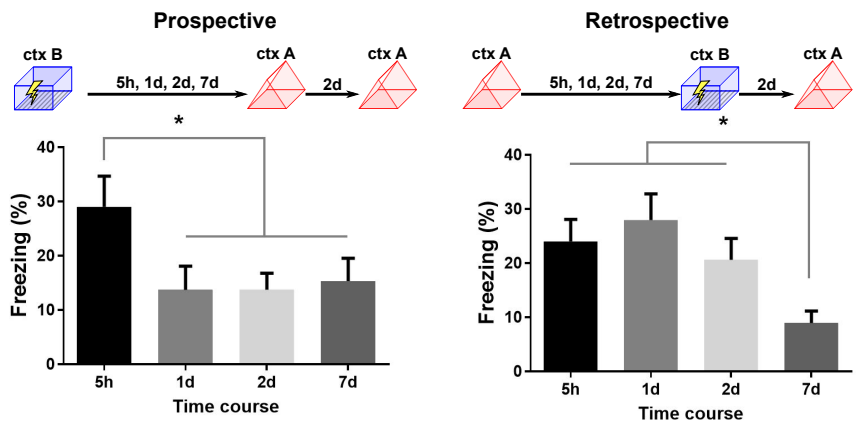 Prospective
ctx B
ctx A
ctx A
5h, 1d, 2d, 7d
2d
*
Freezing (%)
40
30
20
10
0
5h
1d
2d
7d
Time course
Retrospective
ctx A
ctx B
ctx A
5h, 1d, 2d, 7d
2d
*
Freezing (%)
40
30
20
10
0
5h
1d
2d
7d
Time course